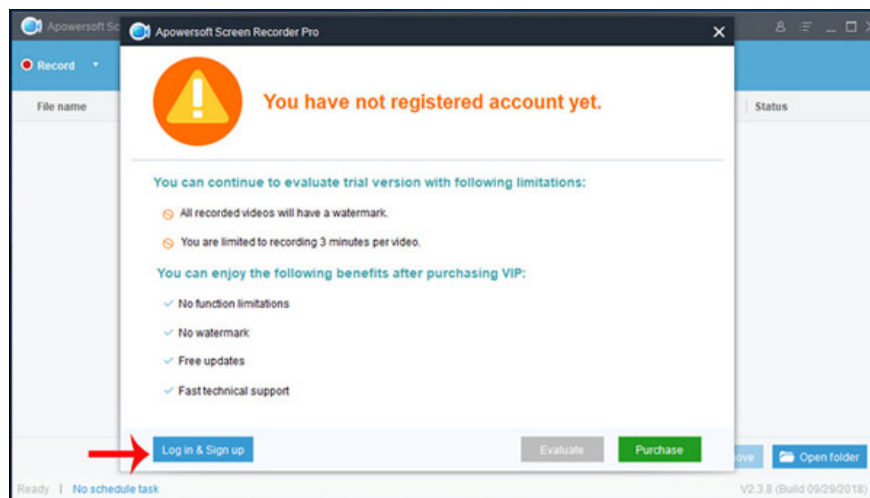 Apowersoft Sc
Apowersoft Screen Recorder Pro
Record
File name
Status
You have not registered account yet.
You can continue to evaluate trial version with following limitations:
All recorded videos will have a watermark.
You are limited to recording 3 minutes per video.
You can enjoy the following benefits after purchasing VIP:
No function limitations
No watermark
Free updates
Fast technical support
Log in & Sign up
Evaluate
Purchase
ove
Open folder
Ready | No schedule task
V2.3.8 (Build 09/29/2018)